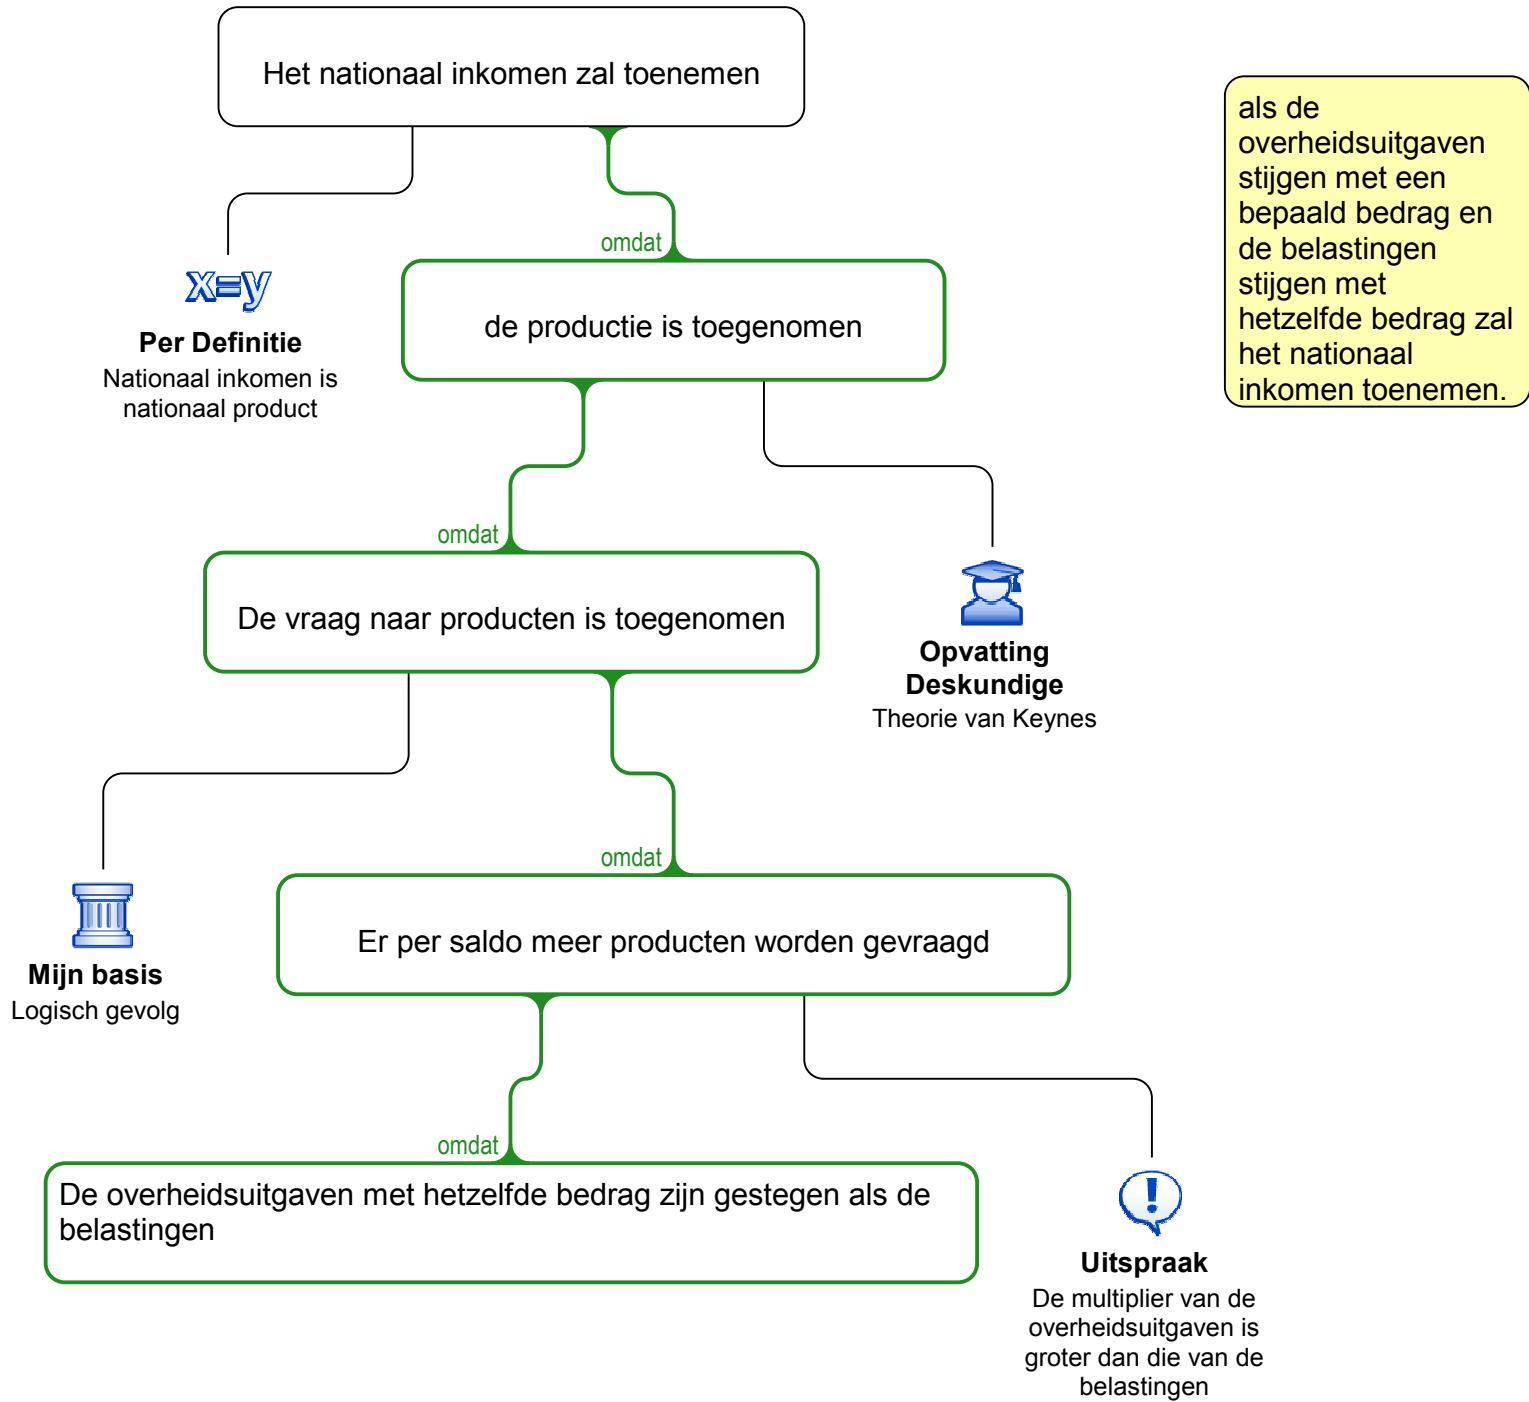 Het nationaal inkomen zal toenemen
als de
overheidsuitgaven
stijgen met een
bepaald bedrag en
de belastingen
stijgen met
hetzelfde bedrag zal
het nationaal
inkomen toenemen.
omdat
x=y
Per Definitie
Nationaal inkomen is
nationaal product
de productie is toegenomen
omdat
De vraag naar producten is toegenomen
Opvatting
Deskundige
Theorie van Keynes
omdat
Er per saldo meer producten worden gevraagd
Mijn basis
Logisch gevolg
omdat
De overheidsuitgaven met hetzelfde bedrag zijn gestegen als de
belastingen
!
Uitspraak
De multiplier van de
overheidsuitgaven is
groter dan die van de
belastingen